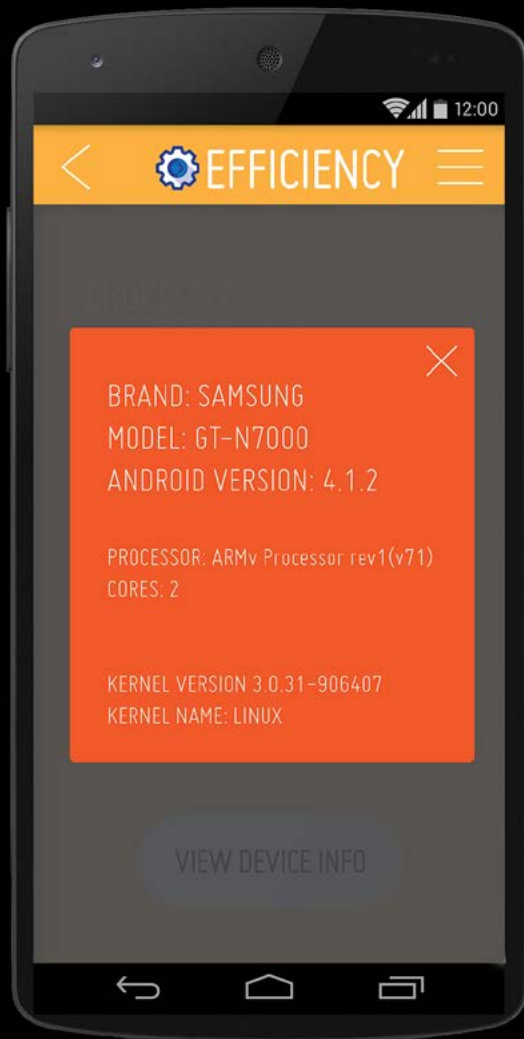 12:00
EFFICIENCY
BRAND: SAMSUNG
MODEL: GT-N7000
ANDROID VERSION: 4.1.2
PROCESSOR: ARMv Processor rev1(v71)
CORES: 2
KERNEL VERSION 3.0.31-906407
KERNEL NAME: LINUX
VIEW DEVICE INFO